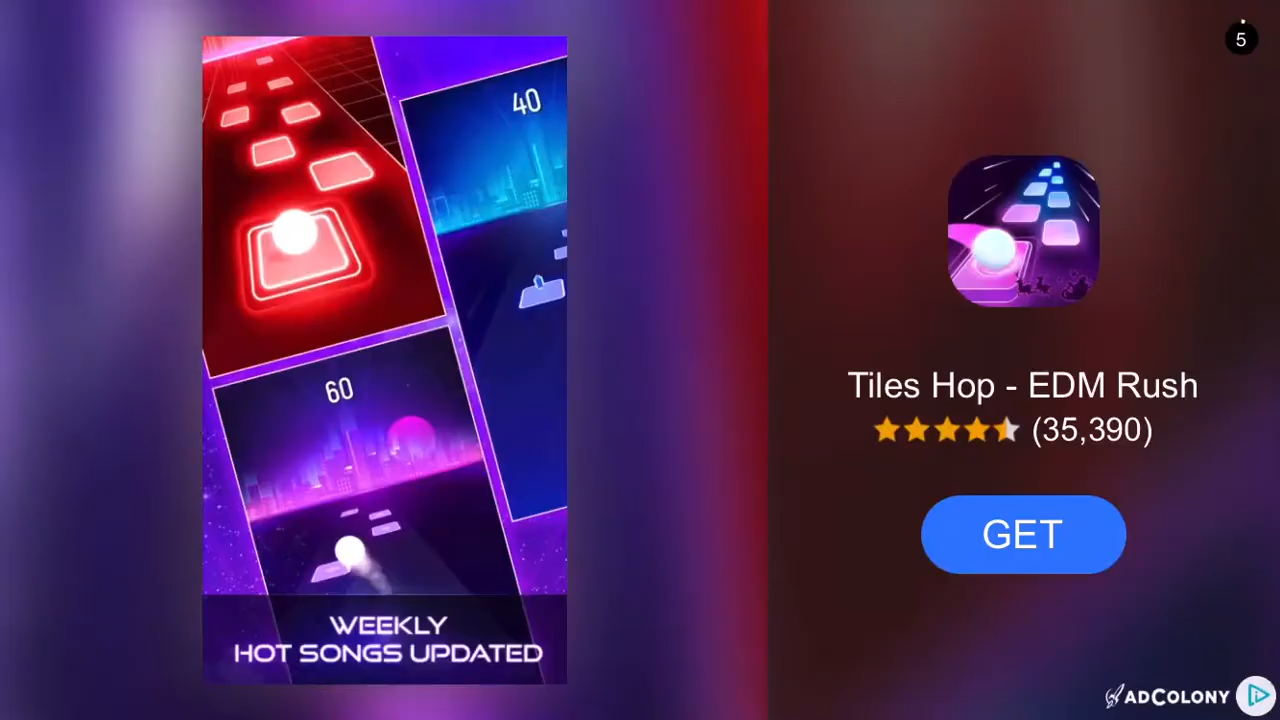 5
40
60
WEEKLY
HOT SONGS UPDATED
Tiles Hop - EDM Rush
(35,390)
GET
ADCOLONY